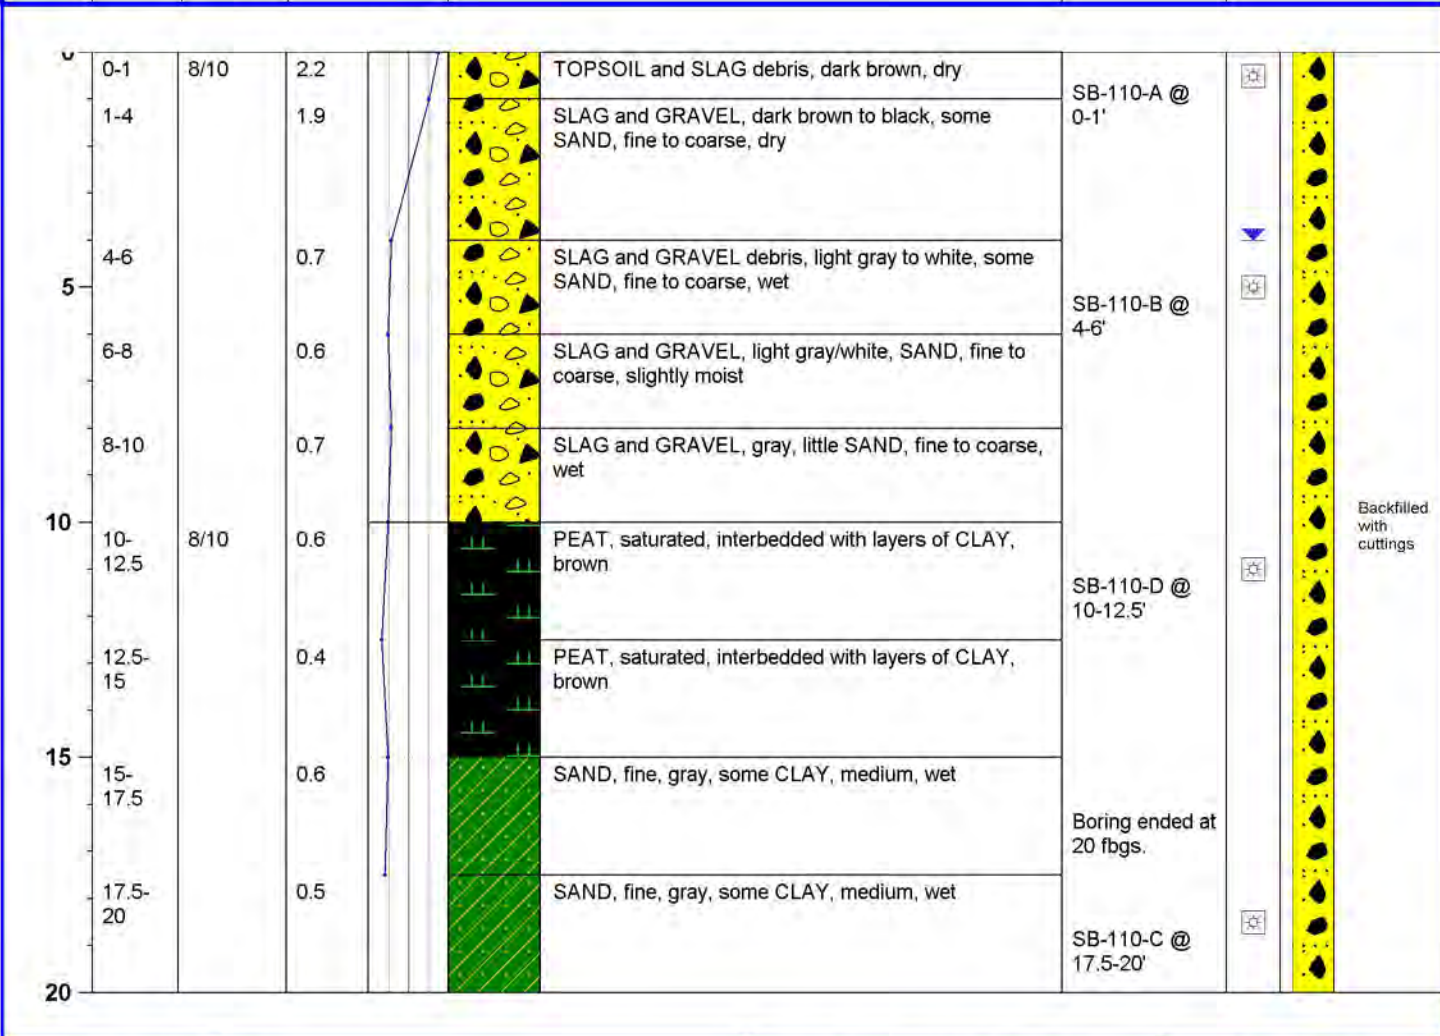 0
0-1 8/10 2.2 TOPSOIL and SLAG debris, dark brown, dry
SB-110-A @
0-1'
1-4 1.9 SLAG and GRAVEL, dark brown to black, some
SAND, fine to coarse, dry
4-6 0.7 SLAG and GRAVEL debris, light gray to white, some
SAND, fine to coarse, wet
5
SB-110-B @
4-6'
6-8 0.6 SLAG and GRAVEL, light gray/white, SAND, fine to
coarse, slightly moist
8-10 0.7 SLAG and GRAVEL, gray, little SAND, fine to coarse,
wet
10
Backfilled
with
cuttings
10-
12.5
8/10 0.6 PEAT, saturated, interbedded with layers of CLAY,
brown
SB-110-D @
10-12.5'
12.5-
15
0.4 PEAT, saturated, interbedded with layers of CLAY,
brown
15
15-
17.5
0.6 SAND, fine, gray, some CLAY, medium, wet
Boring ended at
20 fbgs.
17.5-
20
0.5 SAND, fine, gray, some CLAY, medium, wet
SB-110-C @
17.5-20'
20